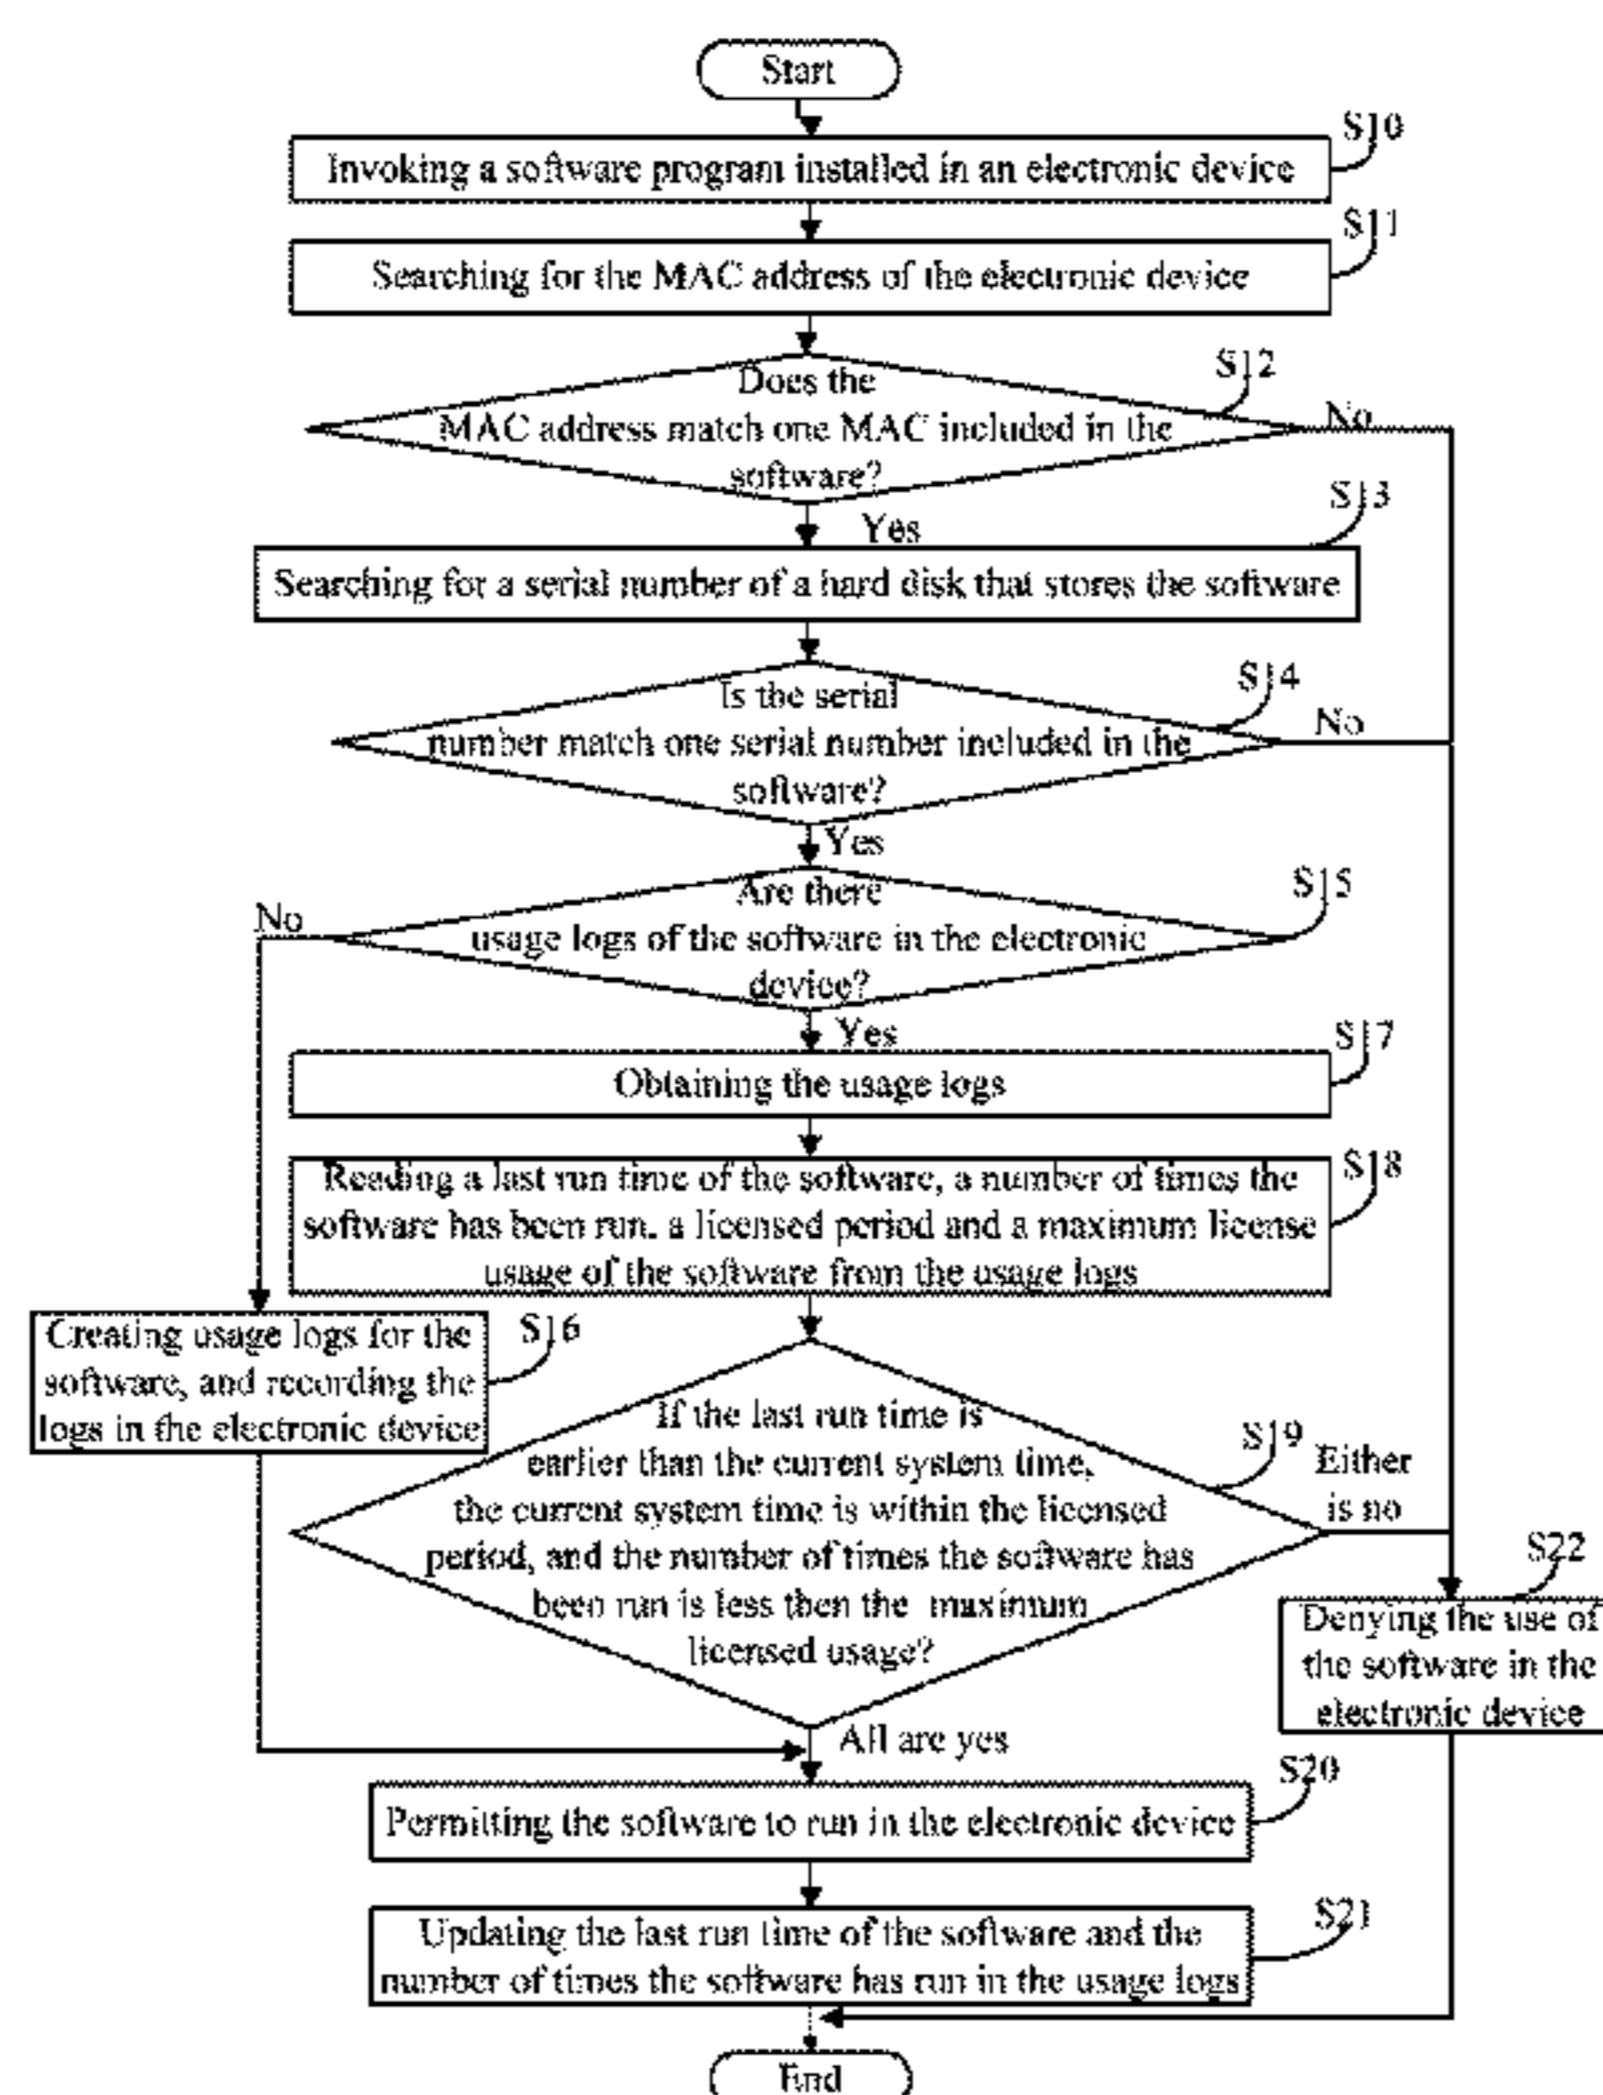 Start
S10
Invoking a software program installed in an electronic device
S11
Searching for the MAC address of the electronic device
S12
Does the
MAC address match one MAC included in the
software?
No
Yes
S13
Searching for a serial number of a hard disk that stores the software
S14
Is the serial
number match one serial number included in the
software?
No
Yes
S15
Are there
usage logs of the software in the electronic
device?
No
Yes
S17
Obtaining the usage logs
S18
Reading a last run time of the software, a number of times the
software has been run, a licensed period and a maximum license
usage of the software from the usage logs
S16
Creating usage logs for the
software, and recording the
logs in the electronic device
S19
If the last run time is
earlier than the current system time,
the current system time is within the licensed
period, and the number of times the software has
been run is less then the maximum
licensed usage?
Either
is no
S22
Denying the use of
the software in the
electronic device
All are yes
S20
Permitting the software to run in the electronic device
S21
Updating the last run time of the software and the
number of times the software has run in the usage logs
End